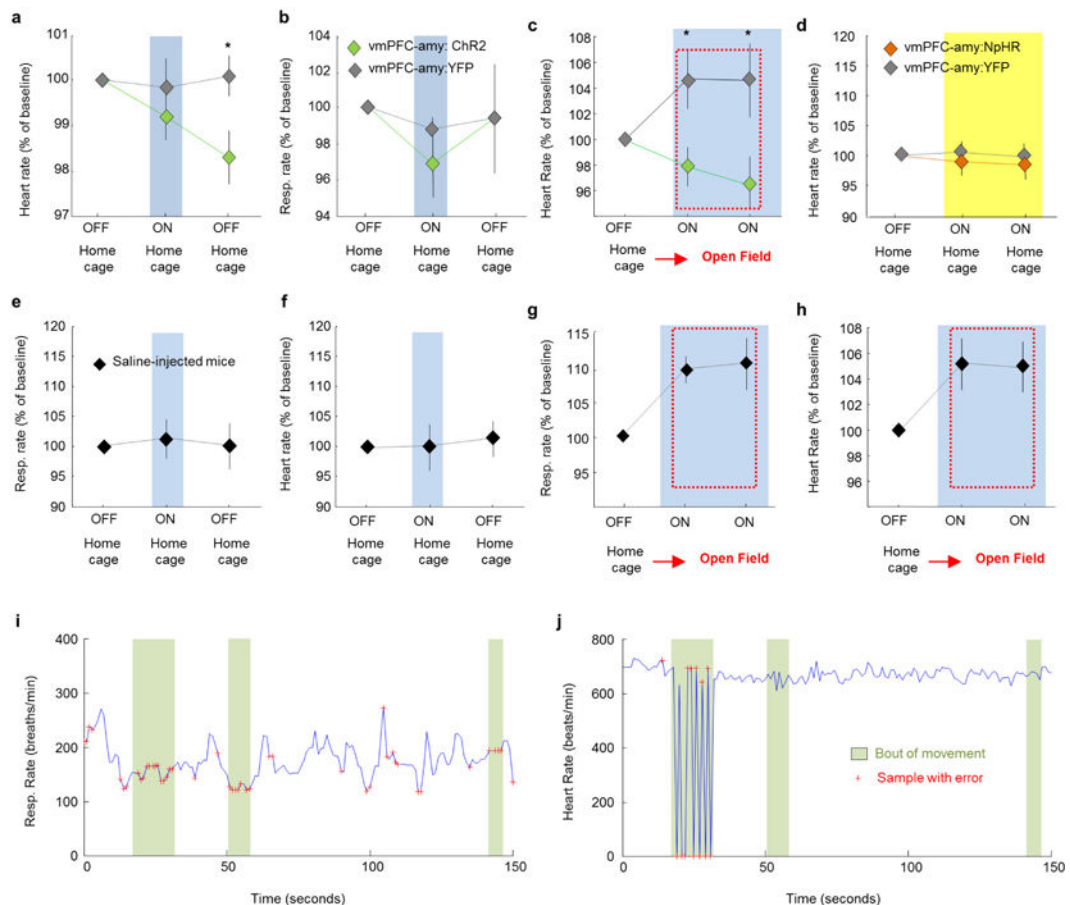 a
Heart rate (% of baseline)
101
100
99
98
97
*
OFF ON OFF
Home cage Home cage Home cage
b
Resp. rate (% of baseline)
104
102
100
98
96
94
vmPFC-amy: ChR2
vmPFC-amy:YFP
OFF ON OFF
Home cage Home cage Home cage
c
Heart Rate (% of baseline)
108
106
104
102
100
98
96
* *
OFF ON ON
Home cage Open Field
d
Heart rate (% of baseline)
120
115
110
105
100
95
90
vmPFC-amy:NpHR
vmPFC-amy:YFP
OFF ON ON
Home cage Home cage Home cage
e
Resp. rate (% of baseline)
120
115
110
105
100
95
90
Saline-injected mice
OFF ON OFF
Home cage Home cage Home cage
f
Heart rate (% of baseline)
120
115
110
105
100
95
90
OFF ON OFF
Home cage Home cage Home cage
g
Resp rate (% of baseline)
115
110
100
95
90
OFF ON ON
Home cage Open Field
h
Heart Rate (% of baseline)
108
106
104
102
100
98
96
94
OFF ON ON
Home cage Open Field
i
Resp. Rate (breaths/min)
400
300
200
100
0
0 50 100 150
Time (seconds)
j
Heart Rate (beats/min)
800
600
400
200
0
Bout of movement
Sample with error
0 50 100 150
Time (seconds)